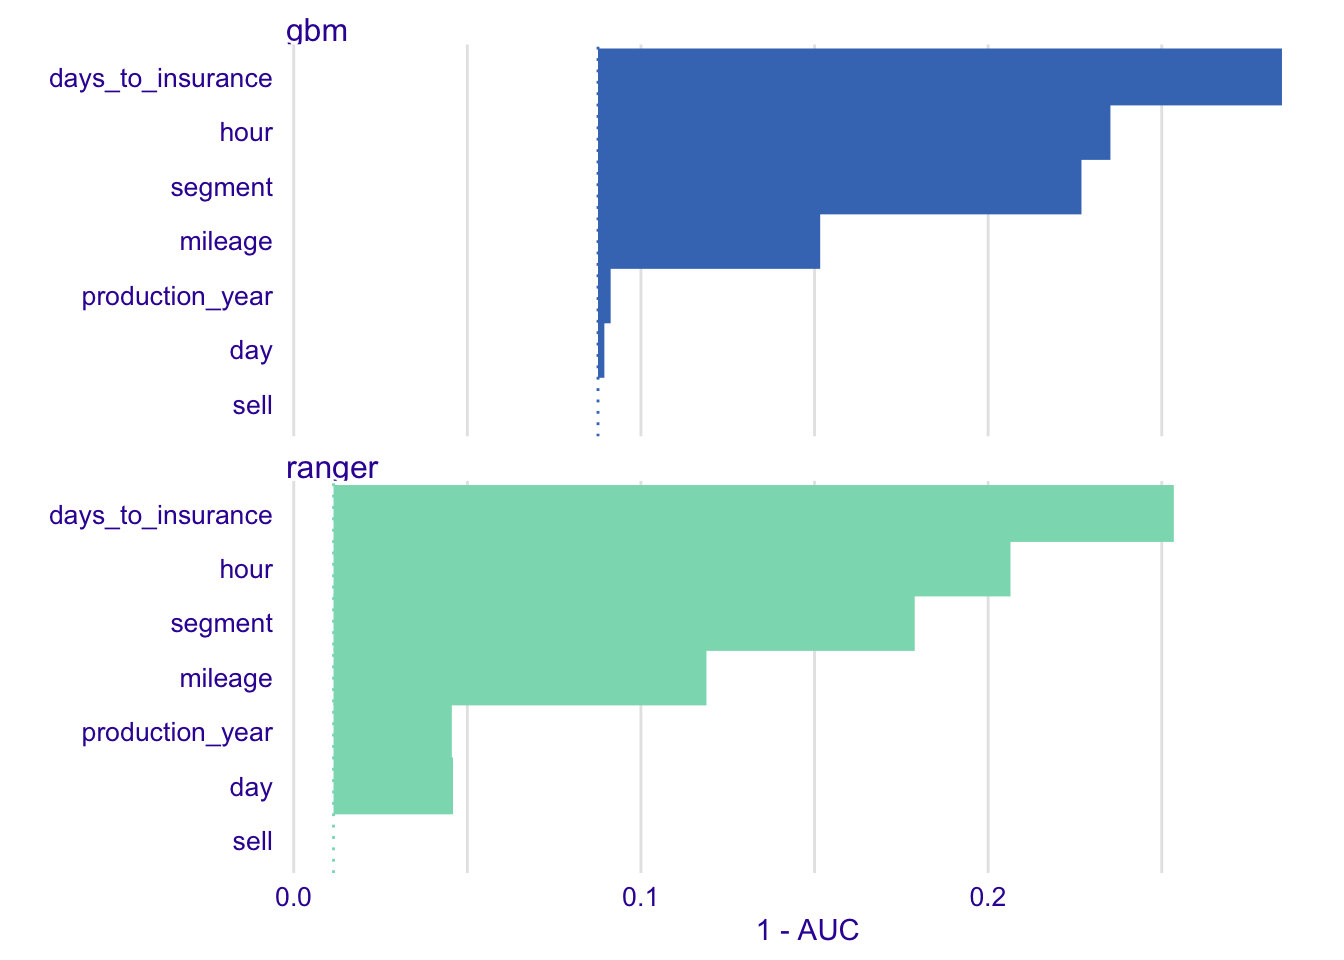 gbm
days_to_insurance
hour
segment
mileage
production_year
day
sell
ranger
days_to_insurance
hour
segment
mileage
production_year
day
sell
0.0 0.1 0.2
1 - AUC